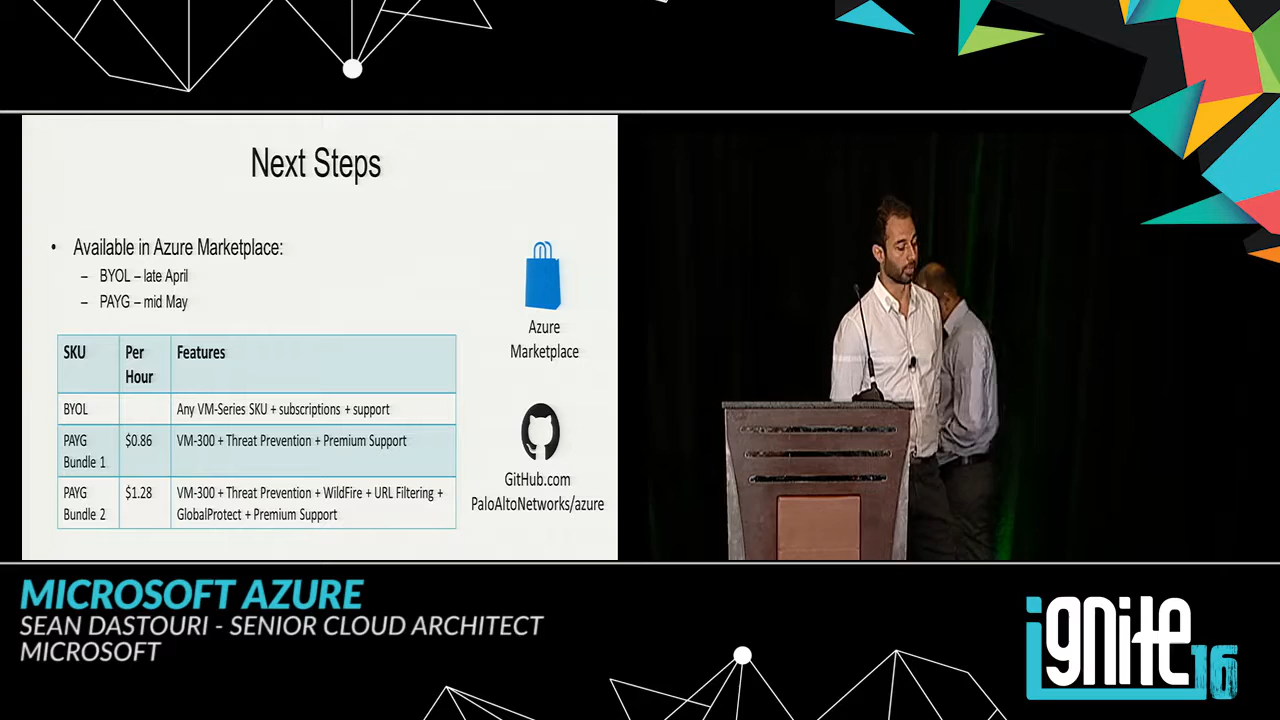 Next Steps
• Available in Azure Marketplace:
– BYOL – late April
– PAYG – mid May
SKU Per Hour Features
BYOL Any VM-Series SKU + subscriptions + support
PAYG Bundle 1 $0.86 VM-300 + Threat Prevention + Premium Support
PAYG Bundle 2 $1.28 VM-300 + Threat Prevention + WildFire + URL Filtering + GlobalProtect + Premium Support
Azure
Marketplace
GitHub.com
PaloAltoNetworks/azure
MICROSOFT AZURE
SEAN DASTOURI - SENIOR CLOUD ARCHITECT
MICROSOFT
ignite 16